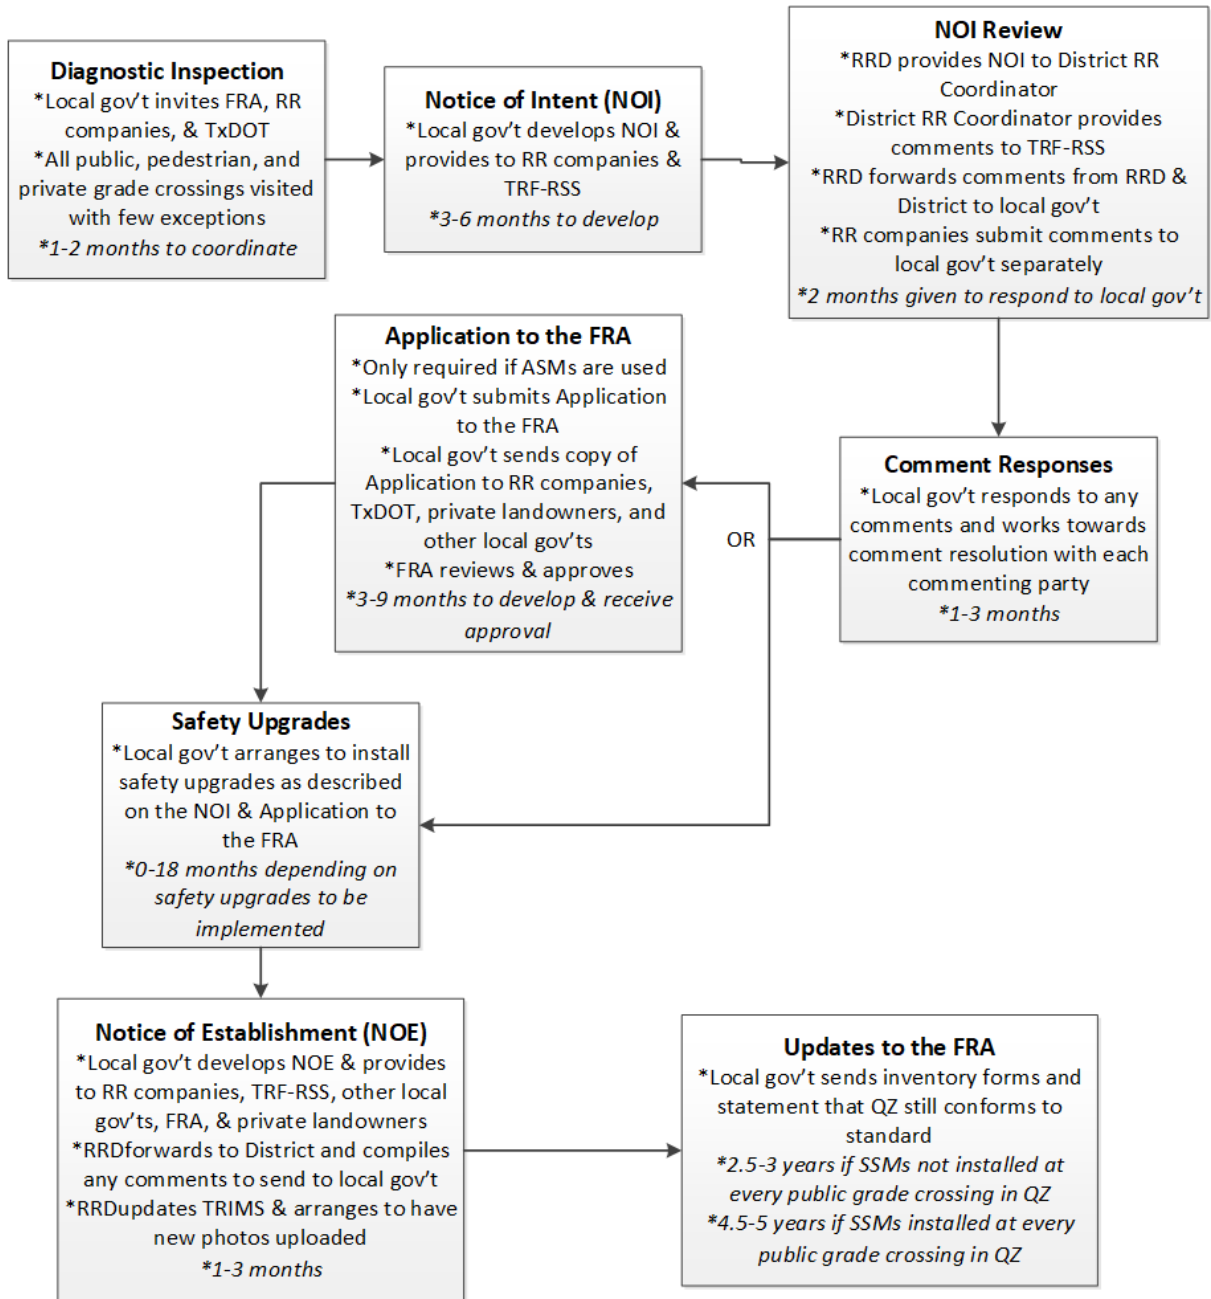 Diagnostic Inspection
*Local gov't invites FRA, RR
companies, & TxDOT
*All public, pedestrian, and
private grade crossings visited
with few exceptions
*1-2 months to coordinate
Notice of Intent (NOI)
*Local gov't develops NOI &
provides to RR companies &
TRF-RSS
*3-6 months to develop
NOI Review
*RRD provides NOI to District RR
Coordinator
*District RR Coordinator provides
comments to TRF-RSS
*RRD forwards comments from RRD &
District to local gov't
*RR companies submit comments to
local gov't separately
*2 months given to respond to local gov't
Comment Responses
*Local gov't responds to any
comments and works towards
comment resolution with each
commenting party
*1-3 months
OR
Application to the FRA
*Only required if ASMs are used
*Local gov't submits Application
to the FRA
*Local gov't sends copy of
Application to RR companies,
TxDOT, private landowners, and
other local gov'ts
*FRA reviews & approves
*3-9 months to develop & receive
approval
Safety Upgrades
*Local gov't arranges to install
safety upgrades as described
on the NOI & Application to
the FRA
*0-18 months depending on
safety upgrades to be
implemented
Notice of Establishment (NOE)
*Local gov't develops NOE & provides
to RR companies, TRF-RSS, other local
gov'ts, FRA, & private landowners
*RRDforwards to District and compiles
any comments to send to local gov't
*RRDupdates TRIMS & arranges to have
new photos uploaded
*1-3 months
Updates to the FRA
*Local gov't sends inventory forms and
statement that QZ still conforms to
standard
*2.5-3 years if SSMs not installed at
every public grade crossing in QZ
*4.5-5 years if SSMs installed at every
public grade crossing in QZ